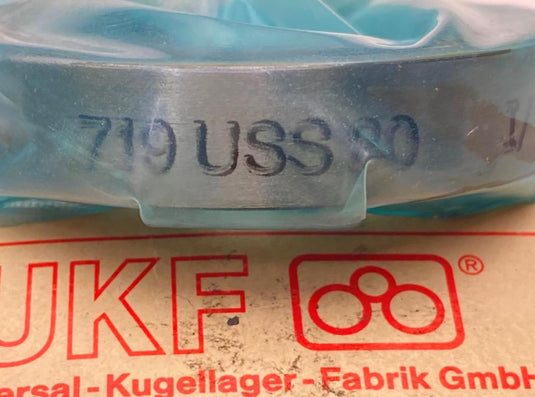 719 USS 80
UKF ®
ersal - Kugellager - Fabrik GmbH